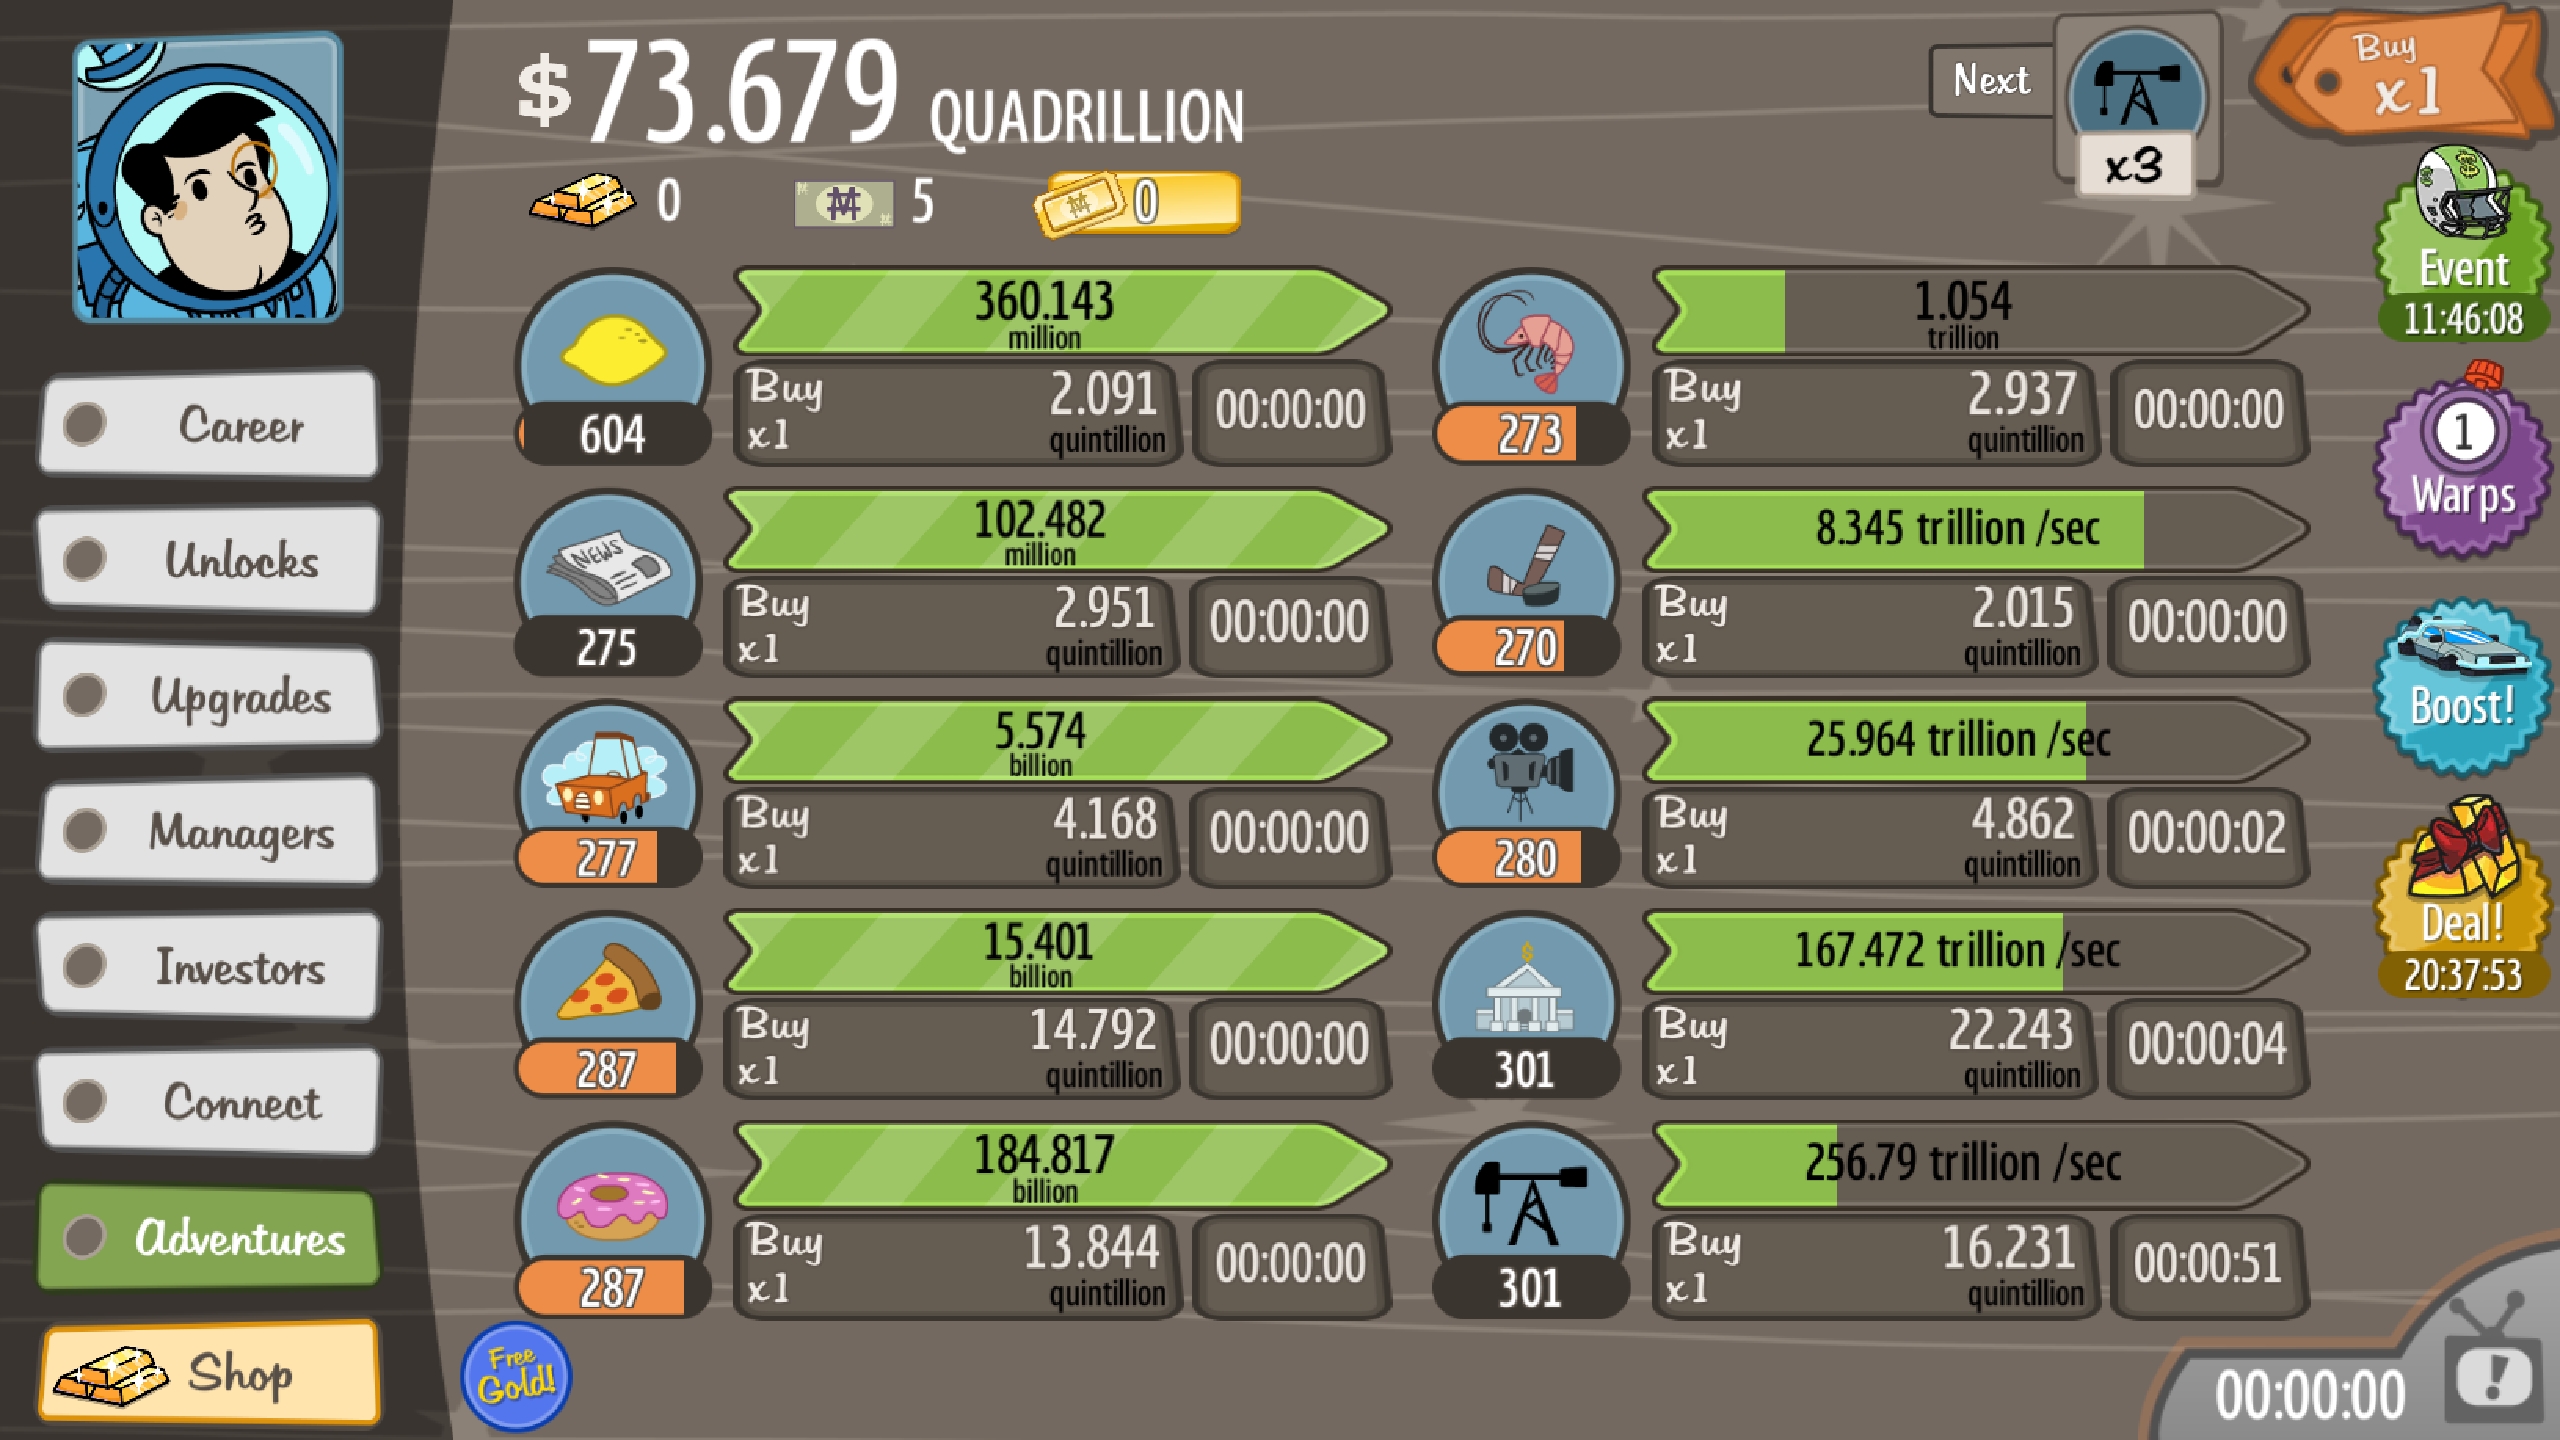 $73.679 QUADRILLION
0
5
0
Next
x3
Buy
x1
Event
11:46:08
1
Warps
Boost!
Deal!
20:37:53
Career
Unlocks
Upgrades
Managers
Investors
Connect
Adventures
Shop
360.143
million
604
Buy
x1
2.091
quintillion
00:00:00
NEWS
102.482
million
275
Buy
x1
2.951
quintillion
00:00:00
5.574
billion
277
Buy
x1
4.168
quintillion
00:00:00
15.401
billion
287
Buy
x1
14.792
quintillion
00:00:00
184.817
billion
287
Buy
x1
13.844
quintillion
00:00:00
1.054
trillion
273
Buy
x1
2.937
quintillion
00:00:00
8.345 trillion /sec
270
Buy
x1
2.015
quintillion
00:00:00
25.964 trillion /sec
280
Buy
x1
4.862
quintillion
00:00:02
167.472 trillion /sec
301
Buy
x1
22.243
quintillion
00:00:04
256.79 trillion /sec
301
Buy
x1
16.231
quintillion
00:00:51
Free
Gold!
00:00:00
!